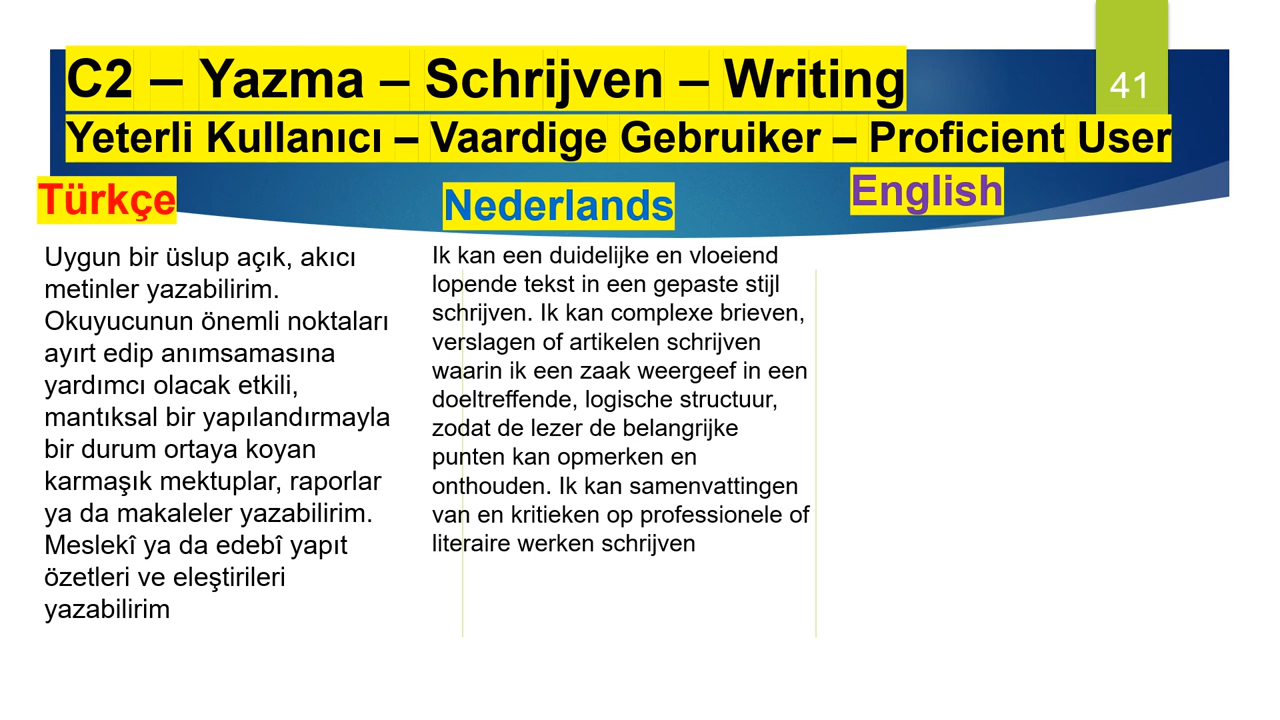 C2 – Yazma – Schrijven – Writing
41
Yeterli Kullanıcı – Vaardige Gebruiker – Proficient User
Türkçe
Uygun bir üslup açık, akıcı
metinler yazabilirim.
Okuyucunun önemli noktaları
ayırt edip anımsamasına
yardımcı olacak etkili,
mantıksal bir yapılandırmayla
bir durum ortaya koyan
karmaşık mektuplar, raporlar
ya da makaleler yazabilirim.
Meslekî ya da edebî yapıt
özetleri ve eleştirileri
yazabilirim
Nederlands
Ik kan een duidelijke en vloeiend
lopende tekst in een gepaste stijl
schrijven. Ik kan complexe brieven,
verslagen of artikelen schrijven
waarin ik een zaak weergeef in een
doeltreffende, logische structuur,
zodat de lezer de belangrijke
punten kan opmerken en
onthouden. Ik kan samenvattingen
van en kritieken op professionele of
literaire werken schrijven
English